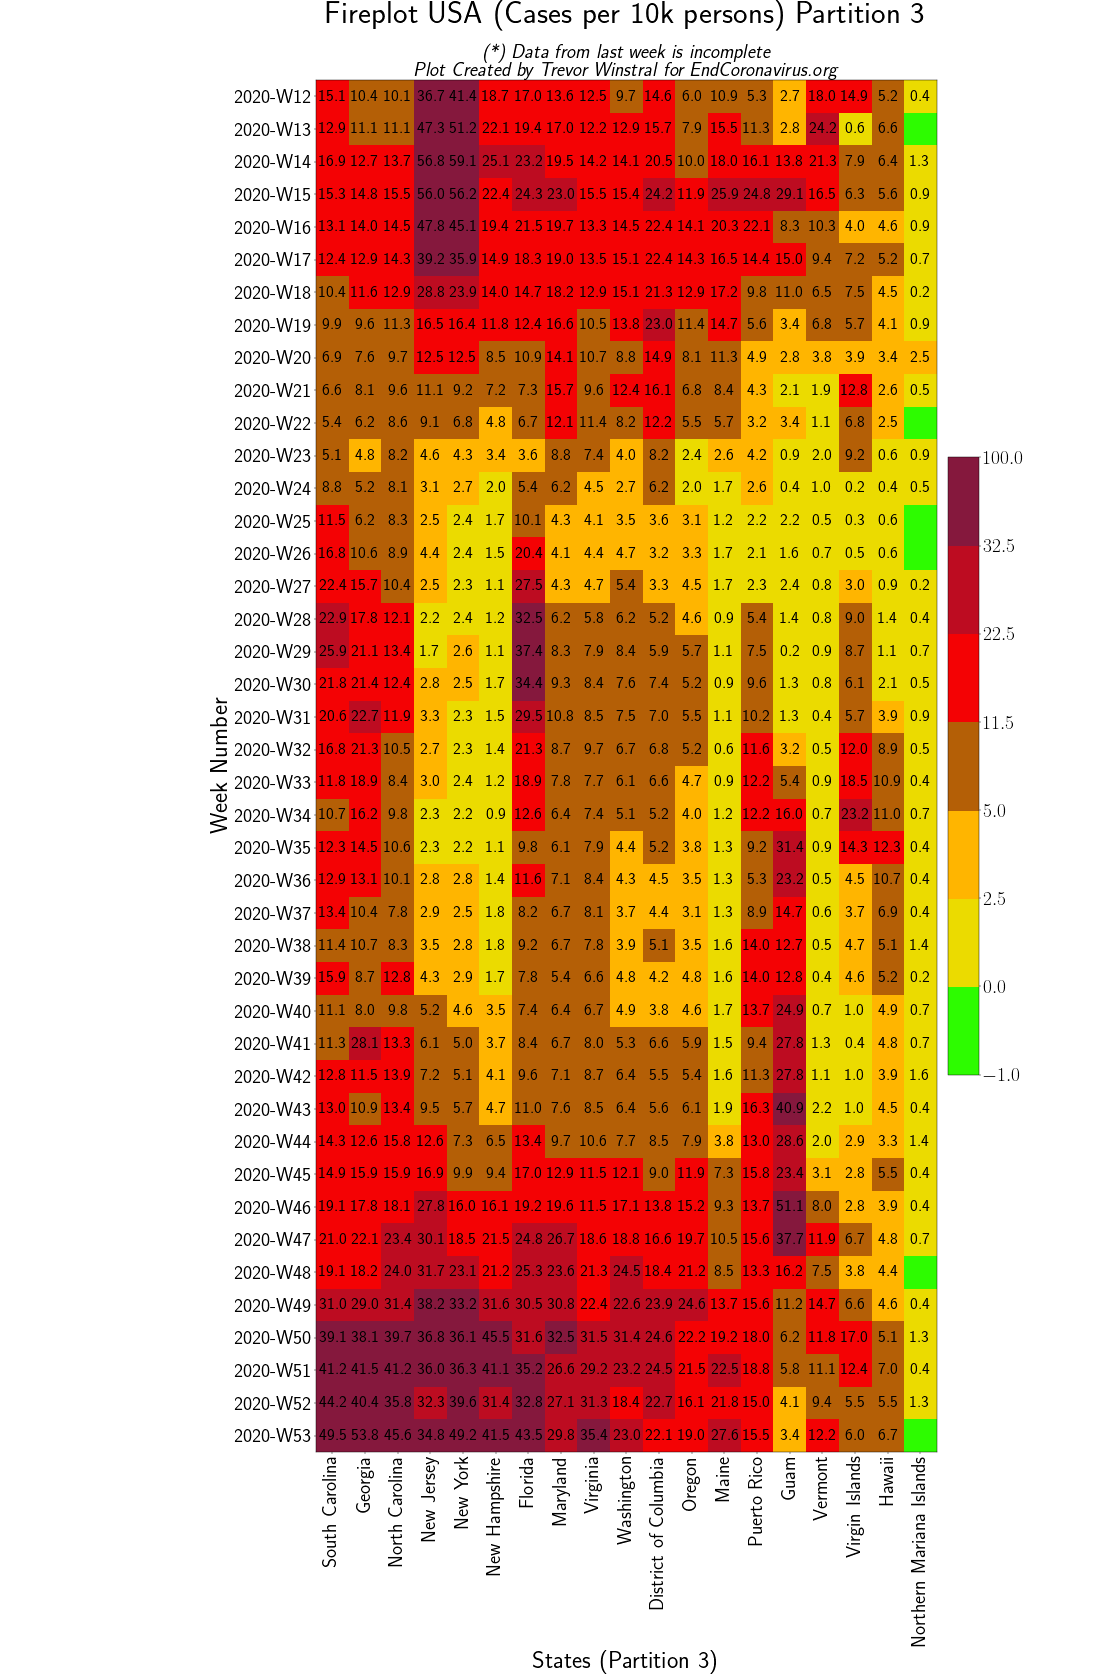 Fireplot USA (Cases per 10k persons) Partition 3
(*) Data from last week is incomplete
Plot Created by Trevor Winstral for EndCoronavirus.org
2020-W12 15.1 10.4 10.1 36.7 41.4 18.7 17.0 13.6 12.5 9.7 14.6 6.0 10.9 5.3 2.7 18.0 14.9 5.2 0.4
2020-W13 12.9 11.1 11.1 47.3 51.2 22.1 19.4 17.0 12.2 12.9 15.7 7.9 15.5 11.3 2.8 24.2 0.6 6.6
2020-W14 16.9 12.7 13.7 56.8 59.1 25.1 23.2 19.5 14.2 14.1 20.5 10.0 18.0 16.1 13.8 21.3 7.9 6.4 1.3
2020-W15 15.3 14.8 15.5 56.0 56.2 22.4 24.3 23.0 15.5 15.4 24.2 11.9 25.9 24.8 29.1 16.5 6.3 5.6 0.9
2020-W16 13.1 14.0 14.5 47.8 45.1 19.4 21.5 19.7 13.3 14.5 22.4 14.1 20.3 22.1 8.3 10.3 4.0 4.6 0.9
2020-W17 12.4 12.9 14.3 39.2 35.9 14.9 18.3 19.0 13.5 15.1 22.4 14.3 16.5 14.4 15.0 9.4 7.2 5.2 0.7
2020-W18 10.4 11.6 12.9 28.8 23.9 14.0 14.7 18.2 12.9 15.1 21.3 12.9 17.2 9.8 11.0 6.5 7.5 4.5 0.2
2020-W19 9.9 9.6 11.3 16.5 16.4 11.8 12.4 16.6 10.5 13.8 23.0 11.4 14.7 5.6 3.4 6.8 5.7 4.1 0.9
2020-W20 6.9 7.6 9.7 12.5 12.5 8.5 10.9 14.1 10.7 8.8 14.9 8.1 11.3 4.9 2.8 3.8 3.9 3.4 2.5
2020-W21 6.6 8.1 9.6 11.1 9.2 7.2 7.3 15.7 9.6 12.4 16.1 6.8 8.4 4.3 2.1 1.9 12.8 2.6 0.5
2020-W22 5.4 6.2 8.6 9.1 6.8 4.8 6.7 12.1 11.4 8.2 12.2 5.5 5.7 3.2 3.4 1.1 6.8 2.5
2020-W23 5.1 4.8 8.2 4.6 4.3 3.4 3.6 8.8 7.4 4.0 8.2 2.4 2.6 4.2 0.9 2.0 9.2 0.6 0.9
2020-W24 8.8 5.2 8.1 3.1 2.7 2.0 5.4 6.2 4.5 2.7 6.2 2.0 1.7 2.6 0.4 1.0 0.2 0.4 0.5
2020-W25 11.5 6.2 8.3 2.5 2.4 1.7 10.1 4.3 4.1 3.5 3.6 3.1 1.2 2.2 2.2 0.5 0.3 0.6
2020-W26 16.8 10.6 8.9 4.4 2.4 1.5 20.4 4.1 4.4 4.7 3.2 3.3 1.7 2.1 1.6 0.7 0.5 0.6
2020-W27 22.4 15.7 10.4 2.5 2.3 1.1 27.5 4.3 4.7 5.4 3.3 4.5 1.7 2.3 2.4 0.8 3.0 0.9 0.2
2020-W28 22.9 17.8 12.1 2.2 2.4 1.2 32.5 6.2 5.8 6.2 5.2 4.6 0.9 5.4 1.4 0.8 9.0 1.4 0.4
2020-W29 25.9 21.1 13.4 1.7 2.6 1.1 37.4 8.3 7.9 8.4 5.9 5.7 1.1 7.5 0.2 0.9 8.7 1.1 0.7
2020-W30 21.8 21.4 12.4 2.8 2.5 1.7 34.4 9.3 8.4 7.6 7.4 5.2 0.9 9.6 1.3 0.8 6.1 2.1 0.5
2020-W31 20.6 22.7 11.9 3.3 2.3 1.5 29.5 10.8 8.5 7.5 7.0 5.5 1.1 10.2 1.3 0.4 5.7 3.9 0.9
2020-W32 16.8 21.3 10.5 2.7 2.3 1.4 21.3 8.7 9.7 6.7 6.8 5.2 0.6 11.6 3.2 0.5 12.0 8.9 0.5
2020-W33 11.8 18.9 8.4 3.0 2.4 1.2 18.9 7.8 7.7 6.1 6.6 4.7 0.9 12.2 5.4 0.9 18.5 10.9 0.4
2020-W34 10.7 16.2 9.8 2.3 2.2 0.9 12.6 6.4 7.4 5.1 5.2 4.0 1.2 12.2 16.0 0.7 23.2 11.0 0.7
2020-W35 12.3 14.5 10.6 2.3 2.2 1.1 9.8 6.1 7.9 4.4 5.2 3.8 1.3 9.2 31.4 0.9 14.3 12.3 0.4
2020-W36 12.9 13.1 10.1 2.8 2.8 1.4 11.6 7.1 8.4 4.3 4.5 3.5 1.3 5.3 23.2 0.5 4.5 10.7 0.4
2020-W37 13.4 10.4 7.8 2.9 2.5 1.8 8.2 6.7 8.1 3.7 4.4 3.1 1.3 8.9 14.7 0.6 3.7 6.9 0.4
2020-W38 11.4 10.7 8.3 3.5 2.8 1.8 9.2 6.7 7.8 3.9 5.1 3.5 1.6 14.0 12.7 0.5 4.7 5.1 1.4
2020-W39 15.9 8.7 12.8 4.3 2.9 1.7 7.8 5.4 6.6 4.8 4.2 4.8 1.6 14.0 12.8 0.4 4.6 5.2 0.2
2020-W40 11.1 8.0 9.8 5.2 4.6 3.5 7.4 6.4 6.7 4.9 3.8 4.6 1.7 13.7 24.9 0.7 1.0 4.9 0.7
2020-W41 11.3 28.1 13.3 6.1 5.0 3.7 8.4 6.7 8.0 5.3 6.6 5.9 1.5 9.4 27.8 1.3 0.4 4.8 0.7
2020-W42 12.8 11.5 13.9 7.2 5.1 4.1 9.6 7.1 8.7 6.4 5.5 5.4 1.6 11.3 27.8 1.1 1.0 3.9 1.6
2020-W43 13.0 10.9 13.4 9.5 5.7 4.7 11.0 7.6 8.5 6.4 5.6 6.1 1.9 16.3 40.9 2.2 1.0 4.5 0.4
2020-W44 14.3 12.6 15.8 12.6 7.3 6.5 13.4 9.7 10.6 7.7 8.5 7.9 3.8 13.0 28.6 2.0 2.9 3.3 1.4
2020-W45 14.9 15.9 15.9 16.9 9.9 9.4 17.0 12.9 11.5 12.1 9.0 11.9 7.3 15.8 23.4 3.1 2.8 5.5 0.4
2020-W46 19.1 17.8 18.1 27.8 16.0 16.1 19.2 19.6 11.5 17.1 13.8 15.2 9.3 13.7 51.1 8.0 2.8 3.9 0.4
2020-W47 21.0 22.1 23.4 30.1 18.5 21.5 24.8 26.7 18.6 18.8 16.6 19.7 10.5 15.6 37.7 11.9 6.7 4.8 0.7
2020-W48 19.1 18.2 24.0 31.7 23.1 21.2 25.3 23.6 21.3 24.5 18.4 21.2 8.5 13.3 16.2 7.5 3.8 4.4
2020-W49 31.0 29.0 31.4 38.2 33.2 31.6 30.5 30.8 22.4 22.6 23.9 24.6 13.7 15.6 11.2 14.7 6.6 4.6 0.4
2020-W50 39.1 38.1 39.7 36.8 36.1 45.5 31.6 32.5 31.5 31.4 24.6 22.2 19.2 18.0 6.2 11.8 17.0 5.1 1.3
2020-W51 41.2 41.5 41.2 36.0 36.3 41.1 35.2 26.6 29.2 23.2 24.5 21.5 22.5 18.8 5.8 11.1 12.4 7.0 0.4
2020-W52 44.2 40.4 35.8 32.3 39.6 31.4 32.8 27.1 31.3 18.4 22.7 16.1 21.8 15.0 4.1 9.4 5.5 5.5 1.3
2020-W53 49.5 53.8 45.6 34.8 49.2 41.5 43.5 29.8 35.4 23.0 22.1 19.0 27.6 15.5 3.4 12.2 6.0 6.7
Week Number
South Carolina
Georgia
North Carolina
New Jersey
New York
New Hampshire
Florida
Maryland
Virginia
Washington
District of Columbia
Oregon
Maine
Puerto Rico
Guam
Vermont
Virgin Islands
Hawaii
Northern Mariana Islands
States (Partition 3)
100.0
32.5
22.5
11.5
5.0
2.5
0.0
−1.0